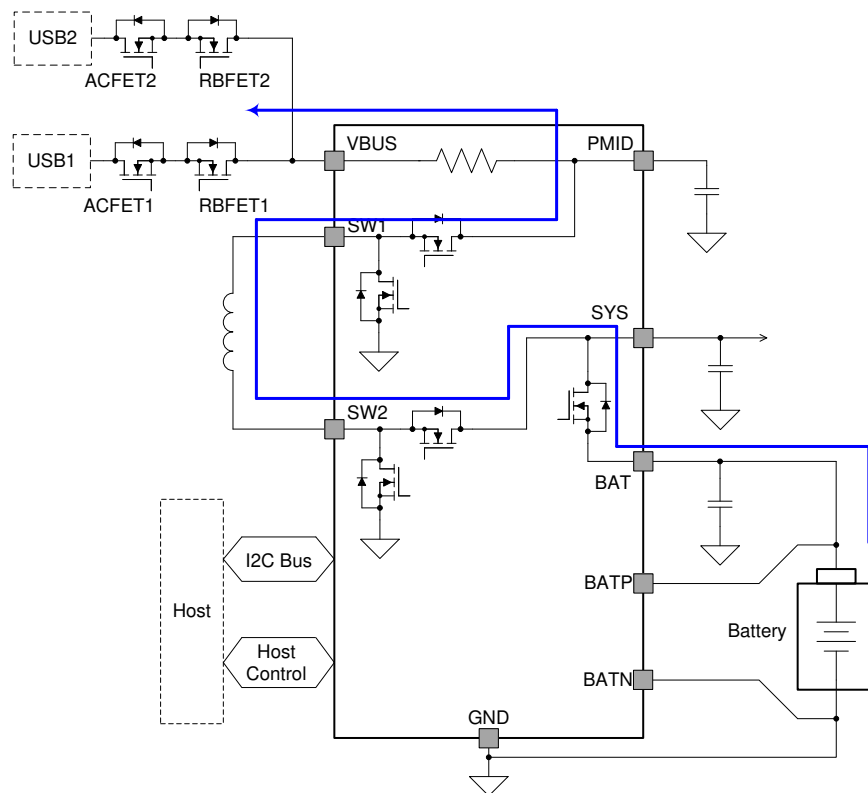 USB2
ACFET2
RBFET2
VBUS
PMID
USB1
ACFET1
RBFET1
SW1
SYS
SW2
BAT
I2C Bus
BATP
Host
Battery
Host
Control
BATN
GND